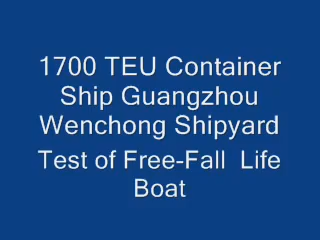 1700 TEU Container
Ship Guangzhou
Wenchong Shipyard
Test of Free-Fall Life
Boat